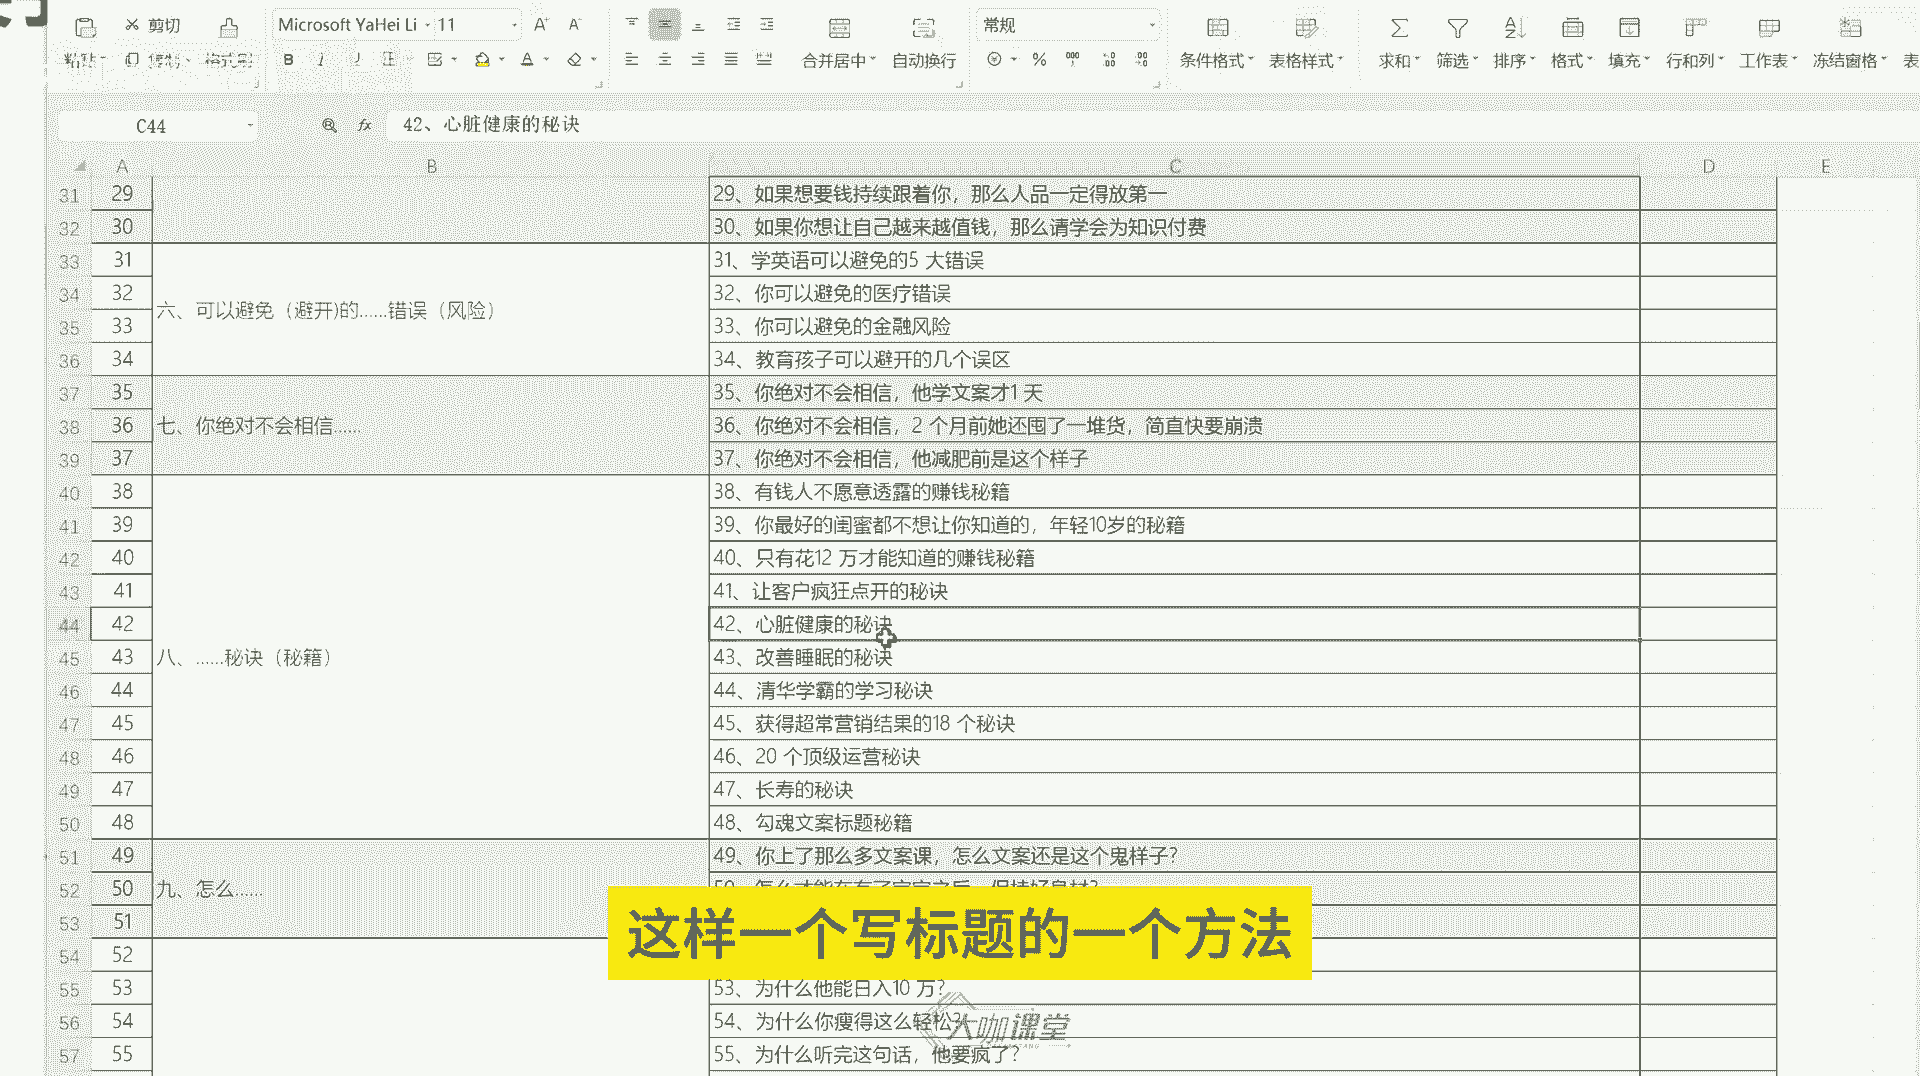 剪切
Microsoft YaHei Li 11 A+ A-
常规
粘贴 格式刷 B I U A 合并居中 自动换行 % 000 .00 条件格式 表格样式 求和 筛选 排序 格式 填充 行和列 工作表 冻结窗格 表
C44 fx 42、心脏健康的秘诀
A B C D E
31 29 29、如果想要钱持续跟着你，那么人品一定得放第一
32 30 30、如果你想让自己越来越值钱，那么请学会为知识付费
33 31 31、学英语可以避免的5 大错误
34 32 32、你可以避免的医疗错误
六、可以避免（避开)的......错误（风险）
35 33 33、你可以避免的金融风险
36 34 34、教育孩子可以避开的几个误区
37 35 35、你绝对不会相信，他学文案才1 天
38 36 七、你绝对不会相信...... 36、你绝对不会相信，2 个月前她还囤了一堆货，简直快要崩溃
39 37 37、你绝对不会相信，他减肥前是这个样子
40 38 38、有钱人不愿意透露的赚钱秘籍
41 39 39、你最好的闺蜜都不想让你知道的，年轻10岁的秘籍
42 40 40、只有花12 万才能知道的赚钱秘籍
43 41 41、让客户疯狂点开的秘诀
44 42 42、心脏健康的秘诀
45 43 八、......秘诀（秘籍） 43、改善睡眠的秘诀
46 44 44、清华学霸的学习秘诀
47 45 45、获得超常营销结果的18 个秘诀
48 46 46、20 个顶级运营秘诀
49 47 47、长寿的秘诀
50 48 48、勾魂文案标题秘籍
51 49 49、你上了那么多文案课，怎么文案还是这个鬼样子？
52 50 九、怎么......
53 51
这样一个写标题的一个方法
54 52
55 53 53、为什么他能日入10 万？
56 54 54、为什么你瘦得这么轻松？
大咖课堂
57 55 55、为什么听完这句话，他要疯了？